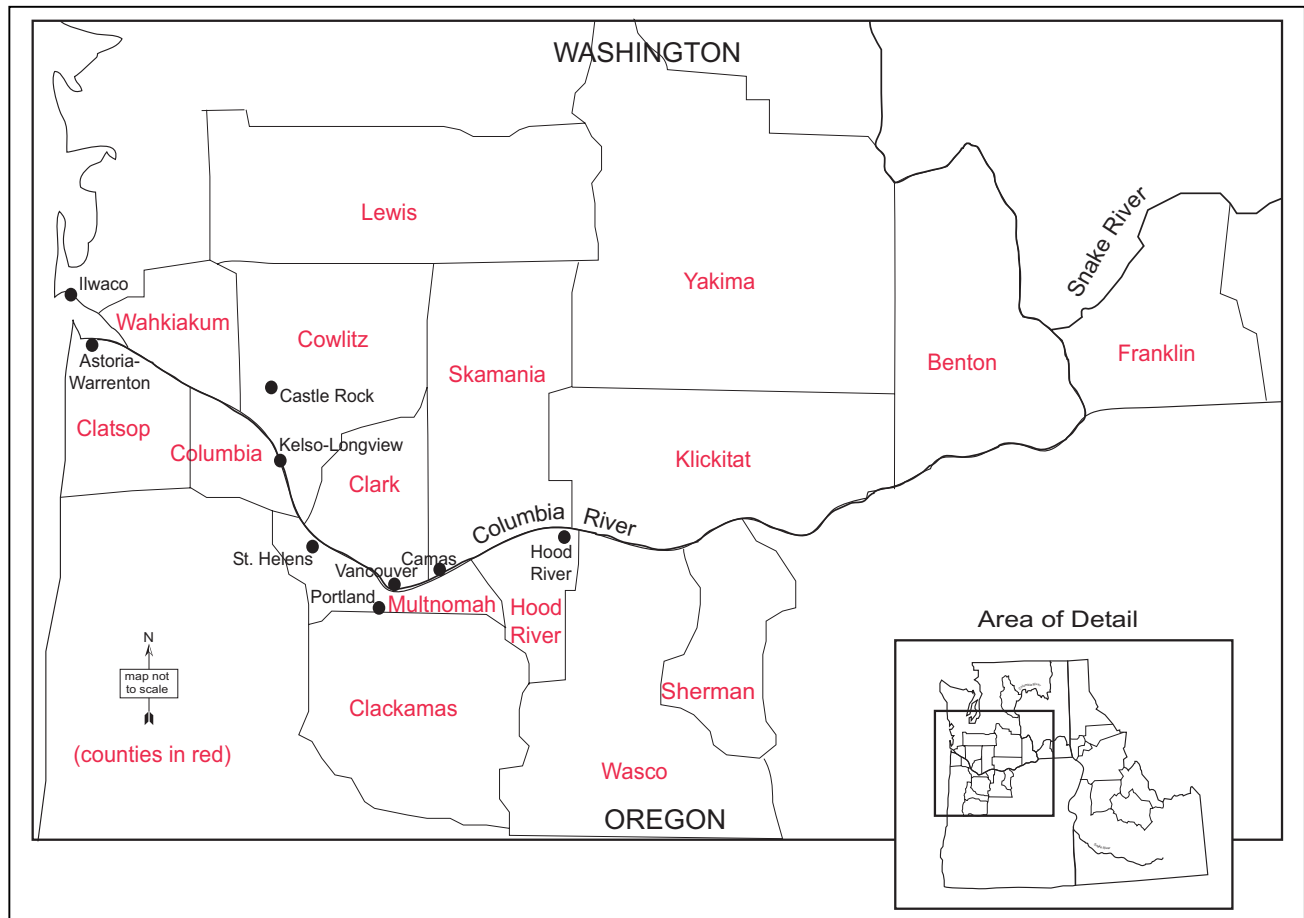 WASHINGTON
Lewis
Snake River
Ilwaco
Yakima
Wahkiakum
Cowlitz
Astoria-
Warrenton
Skamania
Benton
Franklin
Castle Rock
Clatsop
Columbia
Kelso-Longview
Klickitat
Clark
Columbia River
St. Helens
Vancouver
Camas
Hood
River
Portland
Multnomah
Hood
River
Area of Detail
N
map not
to scale
Sherman
Clackamas
(counties in red)
Wasco
OREGON